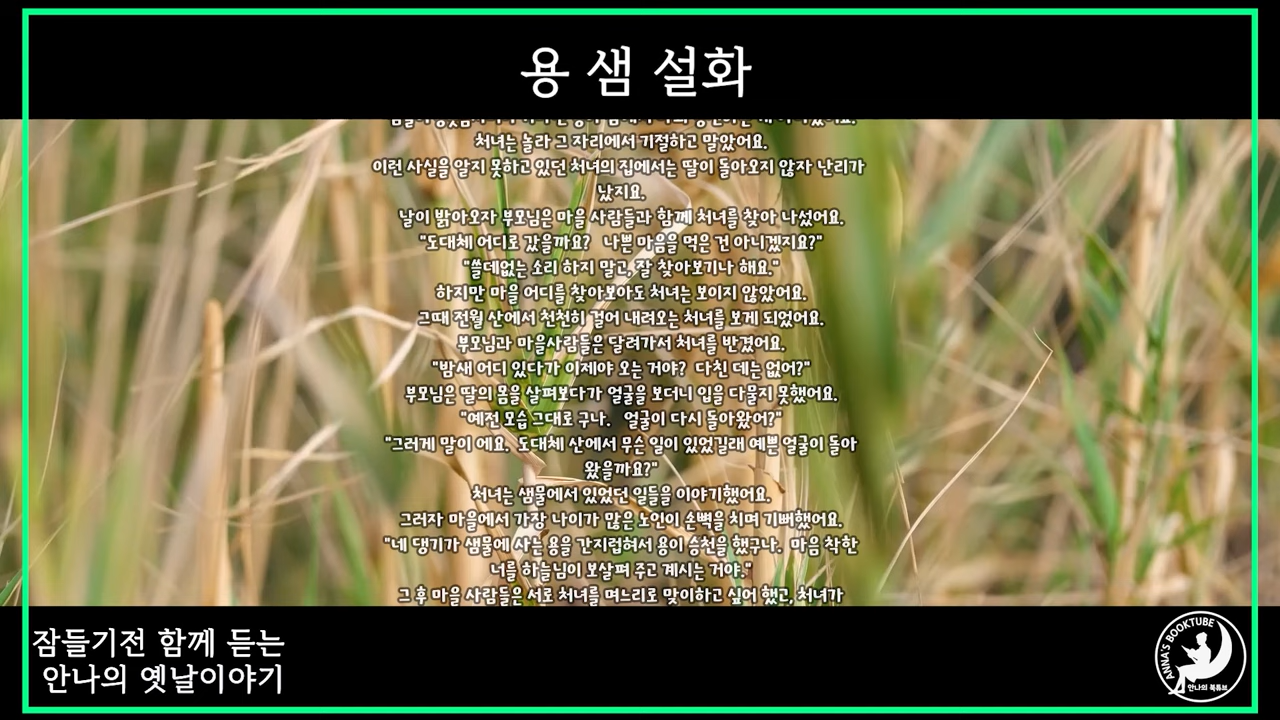 용 샘 설화
처녀는 놀라 그 자리에서 기절하고 말았어요.
이런 사실을 알지 못하고 있던 처녀의 집에서는 딸이 돌아오지 않자 난리가
났지요.
날이 밝아오자 부모님은 마을 사람들과 함께 처녀를 찾아 나섰어요.
"도대체 어디로 갔을까요? 나쁜 마음을 먹은 건 아니겠지요?"
"쓸데없는 소리 하지 말고, 잘 찾아보기나 해요."
하지만 마을 어디를 찾아보아도 처녀는 보이지 않았어요.
그때 전월 산에서 천천히 걸어 내려오는 처녀를 보게 되었어요.
부모님과 마을사람들은 달려가서 처녀를 반겼어요.
"밤새 어디 있다가 이제야 오는 거야? 다친 데는 없어?"
부모님은 딸의 몸을 살펴보다가 얼굴을 보더니 입을 다물지 못했어요.
"예전 모습 그대로 구나. 얼굴이 다시 돌아왔어?"
"그러게 말이 에요. 도대체 산에서 무슨 일이 있었길래 예쁜 얼굴이 돌아
왔을까요?"
처녀는 샘물에서 있었던 일들을 이야기했어요.
그러자 마을에서 가장 나이가 많은 노인이 손뼉을 치며 기뻐했어요.
"네 댕기가 샘물에 사는 용을 간지럽혀서 용이 승천을 했구나. 마음 착한
너를 하늘님이 보살펴 주고 계시는 거야."
그 후 마을 사람들은 서로 처녀를 며느리로 맞이하고 싶어 했고, 처녀가
잠들기전 함께 듣는
안나의 옛날이야기
ANNA'S BOOKTUBE
안나의 북튜브